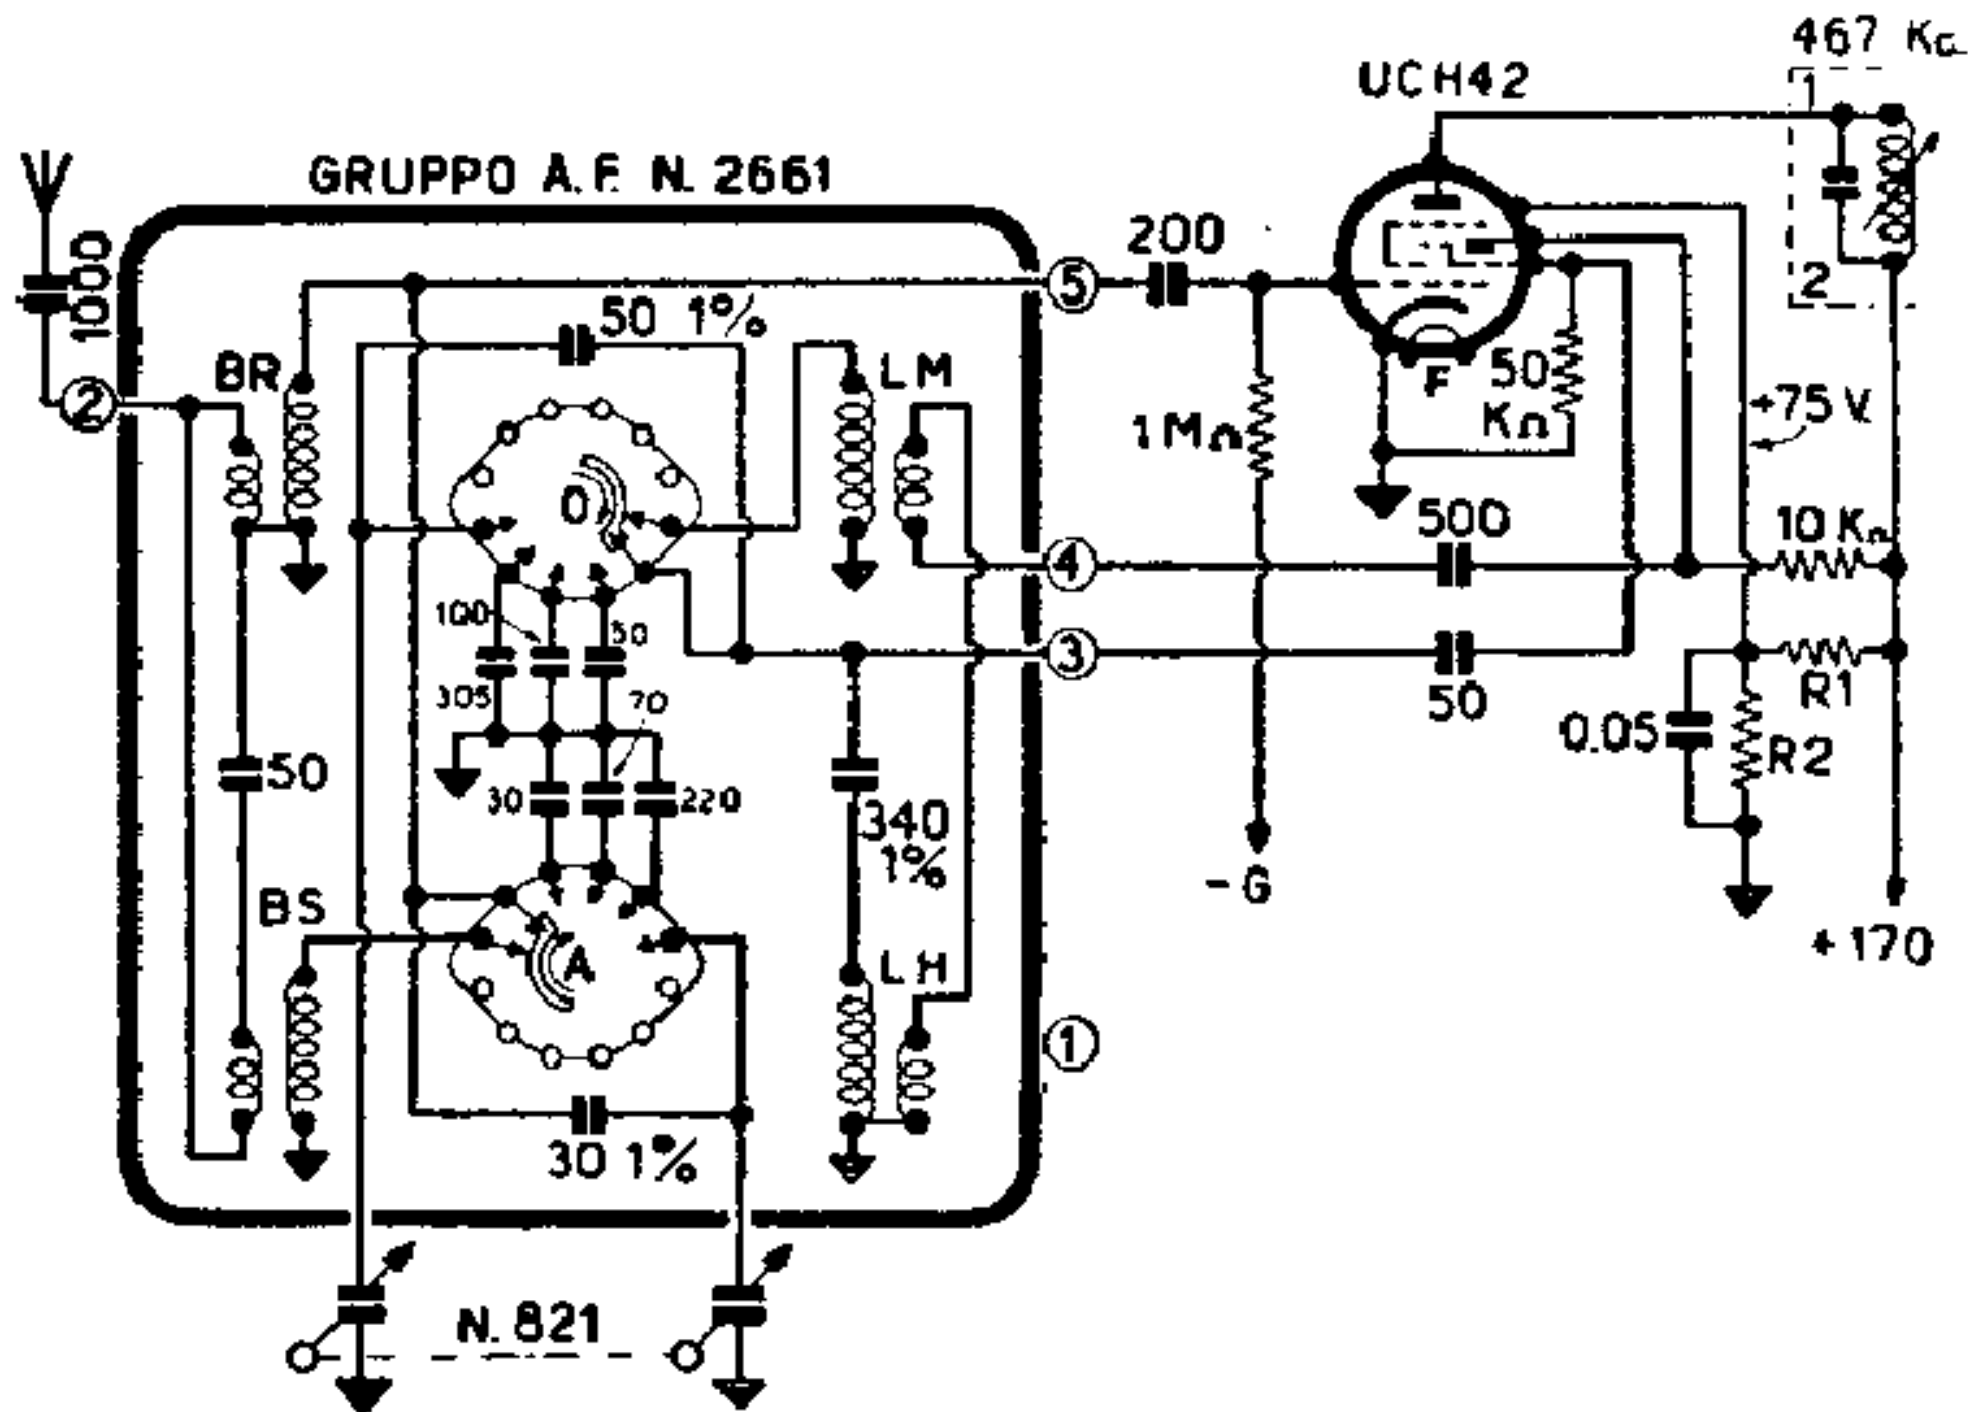 467 Kc
UCH42
1
2
GRUPPO A.F. N. 2661
1000
200
5
50 1%
BR
LM
2
F
50
KΩ
1MΩ
+75 V.
O
500
10 KΩ
4
100
50
3
305
70
50
R1
0.05
R2
50
30
220
340
1%
-G
BS
A
LH
+170
1
30 1%
N. 821